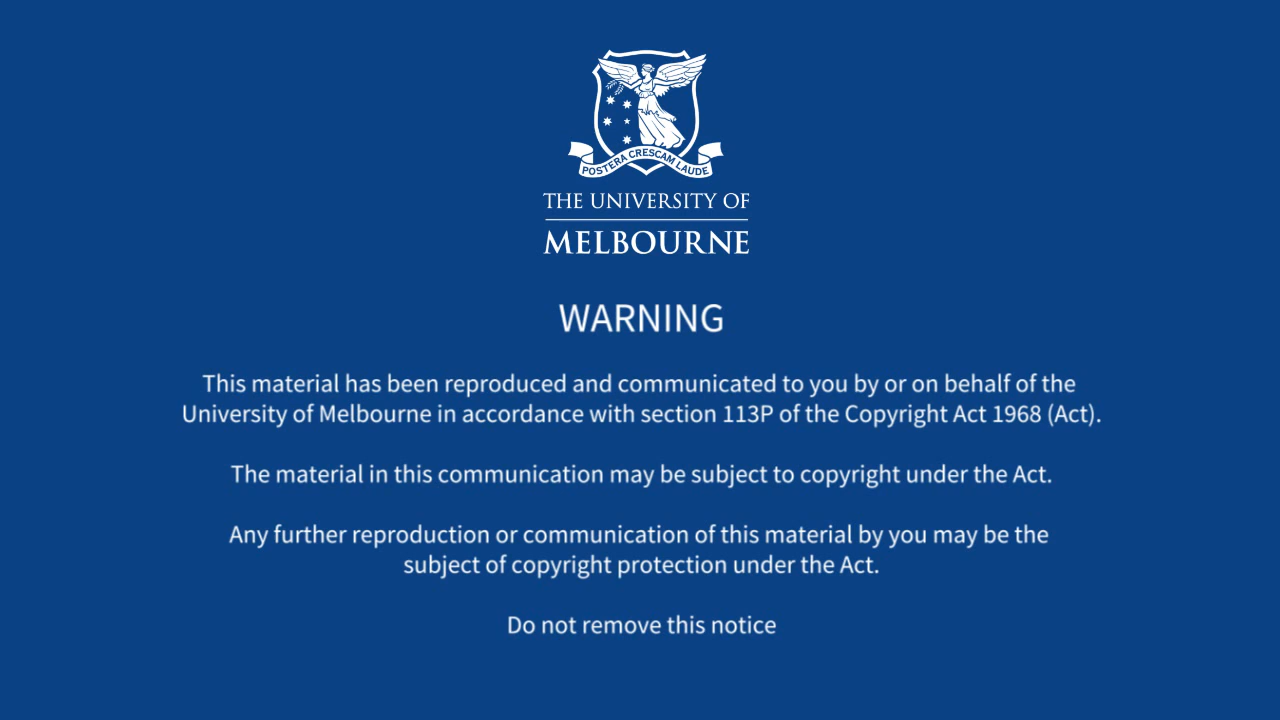 POSTERA CRESCAM LAUDE
THE UNIVERSITY OF
MELBOURNE
WARNING
This material has been reproduced and communicated to you by or on behalf of the
University of Melbourne in accordance with section 113P of the Copyright Act 1968 (Act).
The material in this communication may be subject to copyright under the Act.
Any further reproduction or communication of this material by you may be the
subject of copyright protection under the Act.
Do not remove this notice